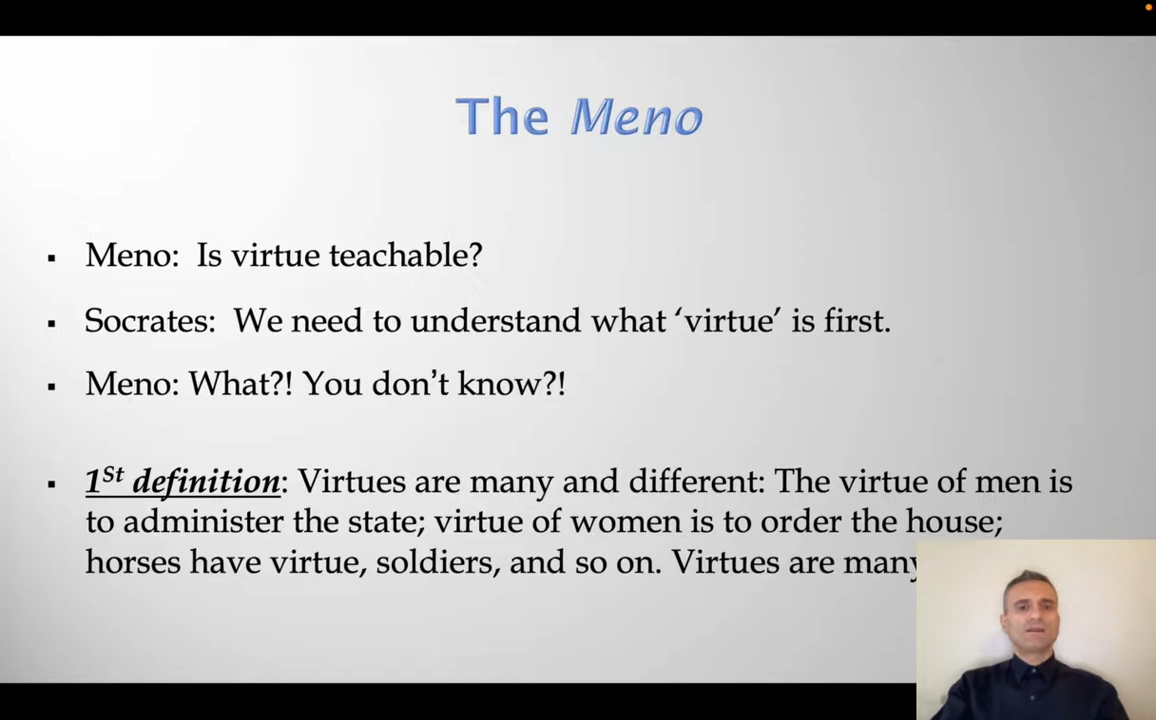 The Meno
▪ Meno:  Is virtue teachable?
▪ Socrates:  We need to understand what ‘virtue’ is first.
▪ Meno: What?! You don’t know?!
▪ 1St definition: Virtues are many and different: The virtue of men is
to administer the state; virtue of women is to order the house;
horses have virtue, soldiers, and so on. Virtues are many